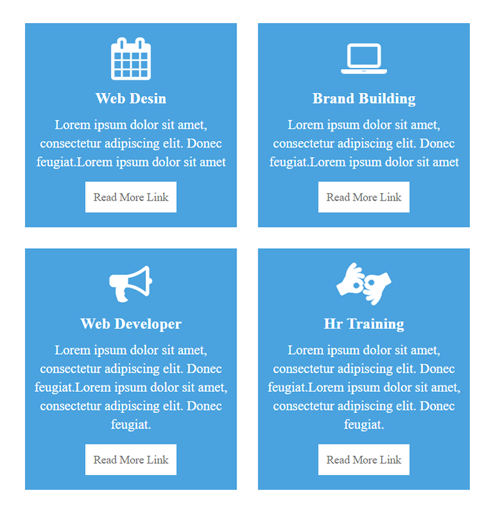 Web Desin
Lorem ipsum dolor sit amet,
consectetur adipiscing elit. Donec
feugiat.Lorem ipsum dolor sit amet
Read More Link
Brand Building
Lorem ipsum dolor sit amet,
consectetur adipiscing elit. Donec
feugiat.Lorem ipsum dolor sit amet
Read More Link
Web Developer
Lorem ipsum dolor sit amet,
consectetur adipiscing elit. Donec
feugiat.Lorem ipsum dolor sit amet,
consectetur adipiscing elit. Donec
feugiat.
Read More Link
Hr Training
Lorem ipsum dolor sit amet,
consectetur adipiscing elit. Donec
feugiat.Lorem ipsum dolor sit amet,
consectetur adipiscing elit. Donec
feugiat.
Read More Link